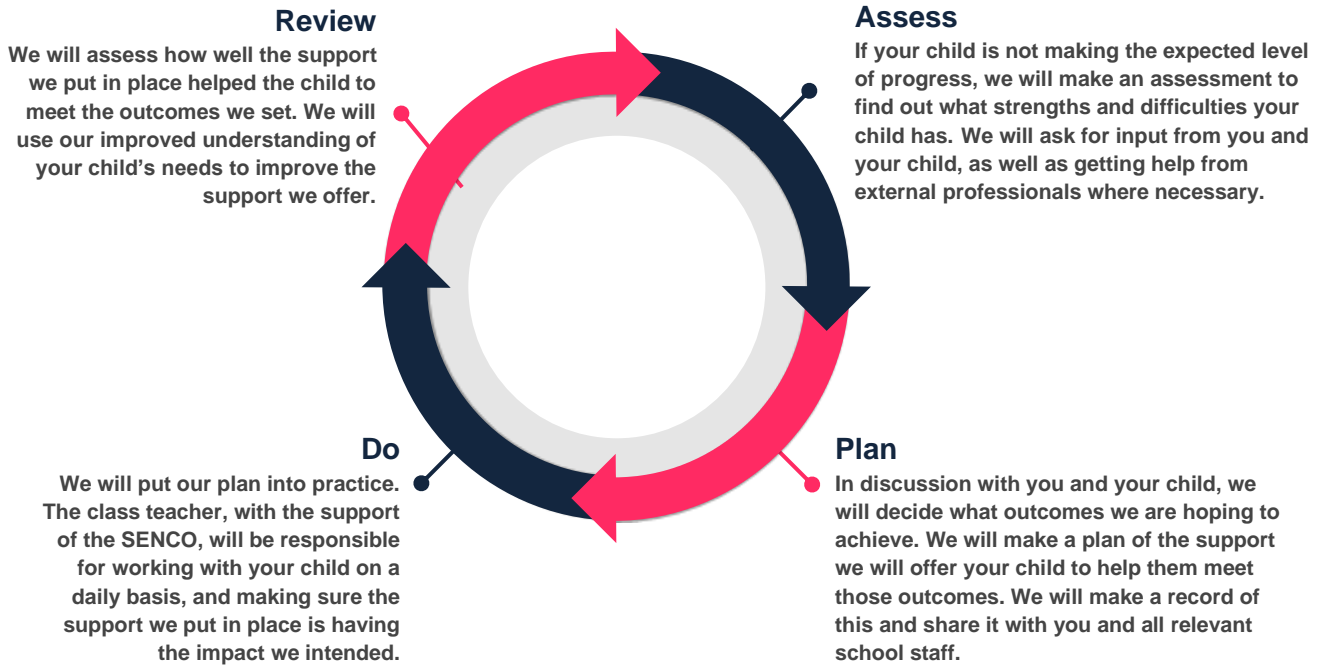 Review
We will assess how well the support
we put in place helped the child to
meet the outcomes we set. We will
use our improved understanding of
your child’s needs to improve the
support we offer.
Assess
If your child is not making the expected level
of progress, we will make an assessment to
find out what strengths and difficulties your
child has. We will ask for input from you and
your child, as well as getting help from
external professionals where necessary.
Do
We will put our plan into practice.
The class teacher, with the support
of the SENCO, will be responsible
for working with your child on a
daily basis, and making sure the
support we put in place is having
the impact we intended.
Plan
In discussion with you and your child, we
will decide what outcomes we are hoping to
achieve. We will make a plan of the support
we will offer your child to help them meet
those outcomes. We will make a record of
this and share it with you and all relevant
school staff.